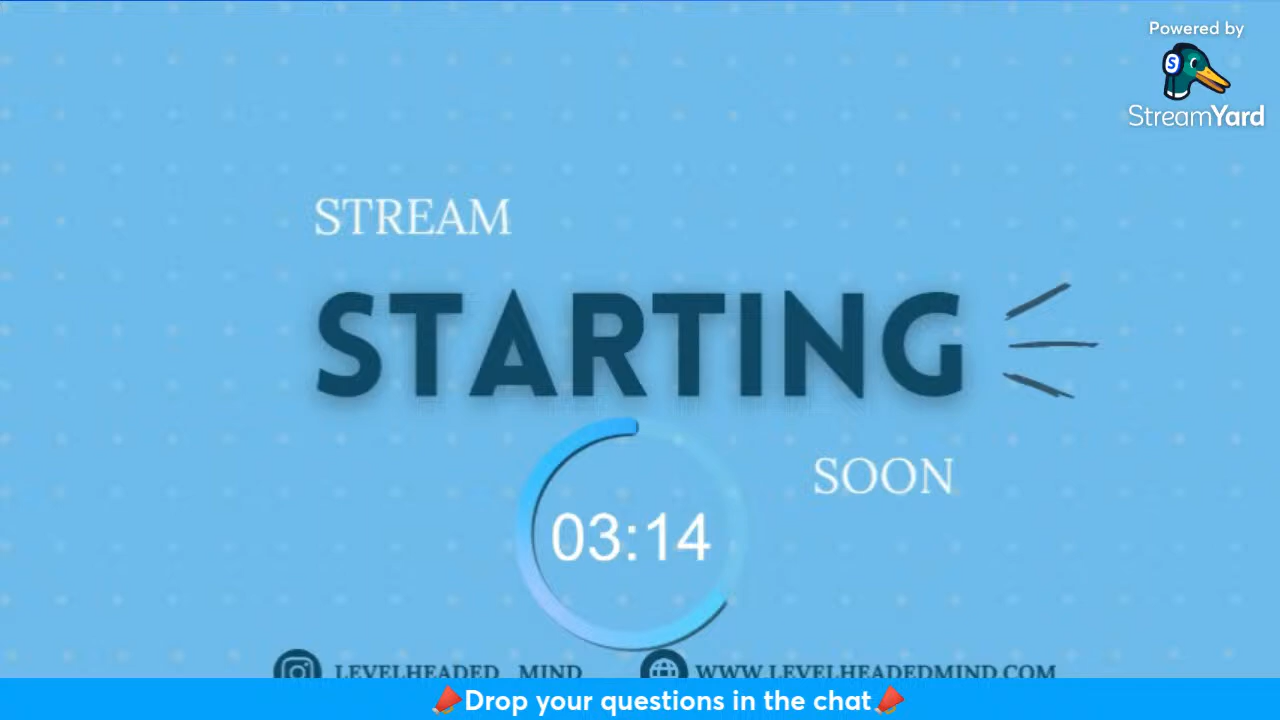 Powered by
S
StreamYard
STREAM
STARTING
SOON
03:14
LEVELHEADED_MIND
WWW.LEVELHEADEDMIND.COM
📣Drop your questions in the chat📣